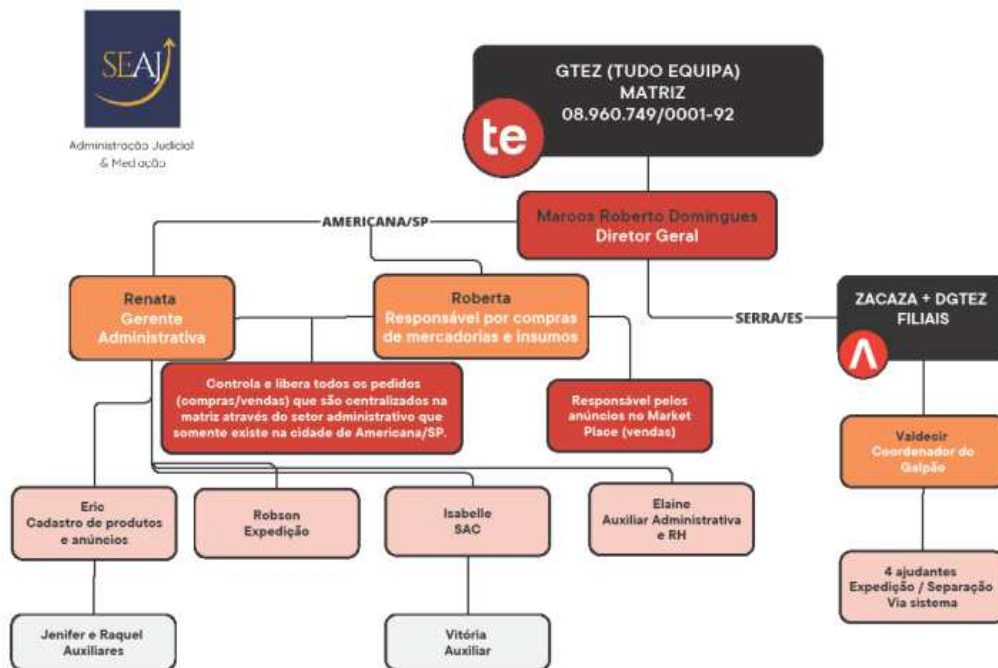 SEAJ
Administração Judicial
& Mediação
GTEZ (TUDO EQUIPA)
MATRIZ
08.960.749/0001-92
te
Marcos Roberto Domingues
Diretor Geral
AMERICANA/SP
SERRA/ES
Renata
Gerente
Administrativa
Roberta
Responsável por compras
de mercadorias e insumos
ZACAZA + DGTEZ
FILIAIS
Controla e libera todos os pedidos
(compras/vendas) que são centralizados na
matriz através do setor administrativo que
somente existe na cidade de Americana/SP.
Responsável pelos
anúncios no Market
Place (vendas)
Valdecir
Coordenador do
Galpão
Eric
Cadastro de produtos
e anúncios
Robson
Expedição
Isabelle
SAC
Elaine
Auxiliar Administrativa
e RH
4 ajudantes
Expedição / Separação
Via sistema
Jenifer e Raquel
Auxiliares
Vitória
Auxiliar